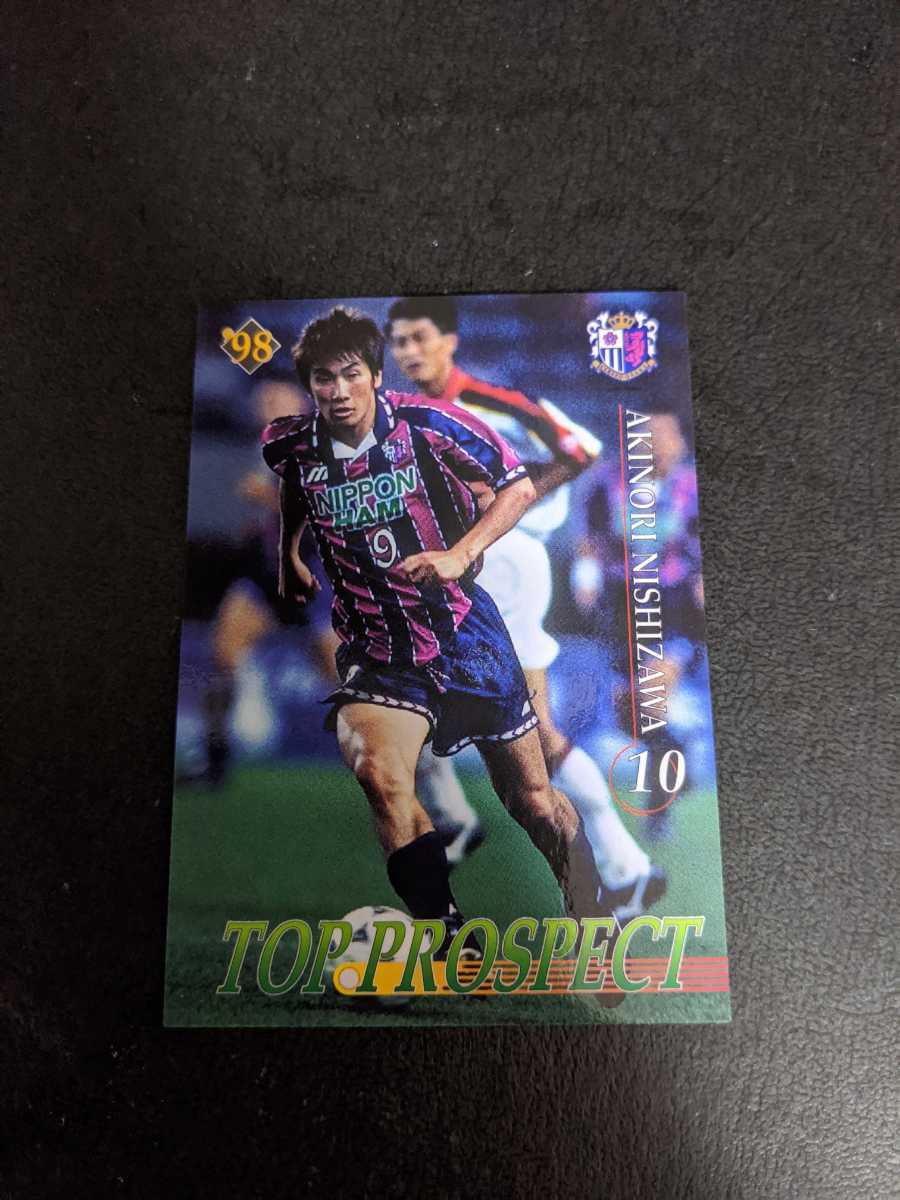 '98
AKINORI NISHIZAWA
10
NIPPON
HAM
9
TOP PROSPECT